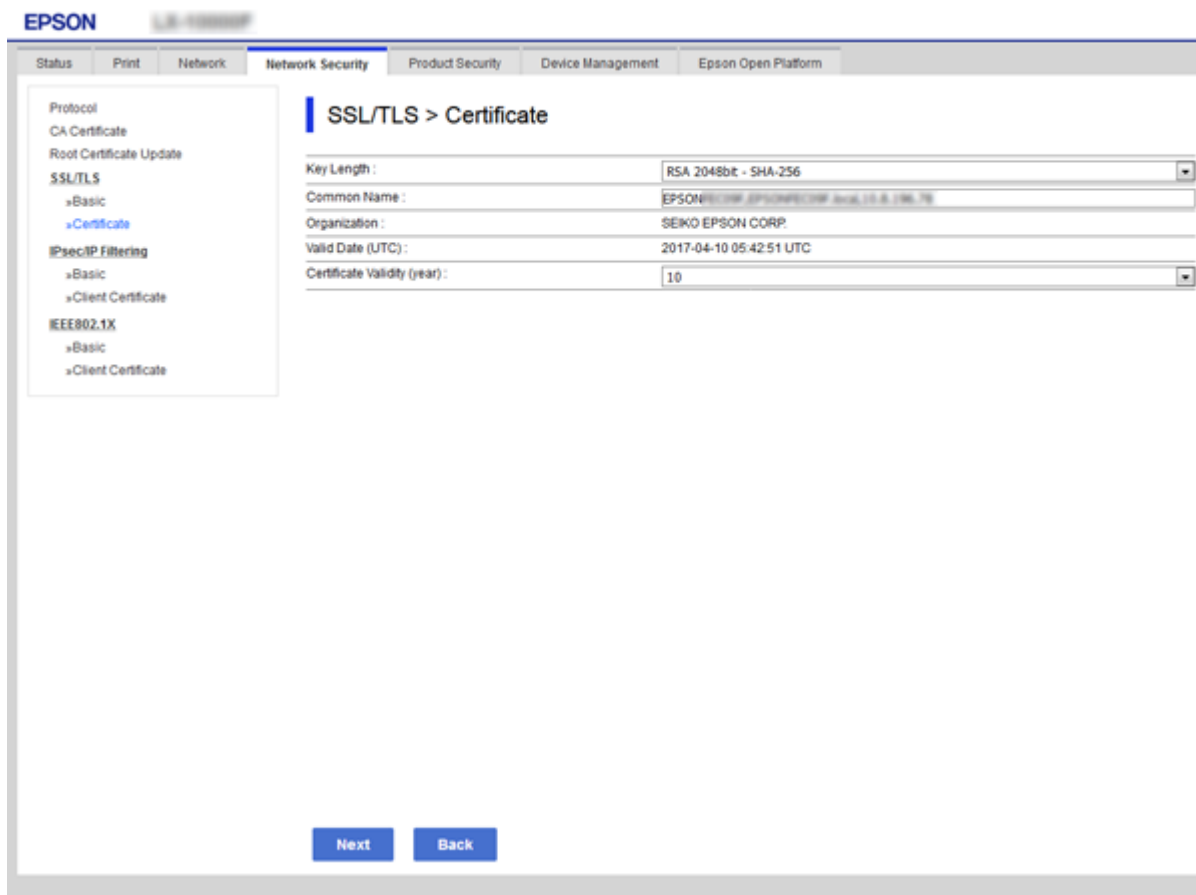 EPSON
Status Print Network Network Security Product Security Device Management Epson Open Platform
Protocol
CA Certificate
Root Certificate Update
SSL/TLS
»Basic
»Certificate
IPsec/IP Filtering
»Basic
»Client Certificate
IEEE802.1X
»Basic
»Client Certificate
SSL/TLS > Certificate
Key Length : RSA 2048bit - SHA-256
Common Name : EPSON
Organization : SEIKO EPSON CORP.
Valid Date (UTC) : 2017-04-10 05:42:51 UTC
Certificate Validity (year) : 10
Next Back